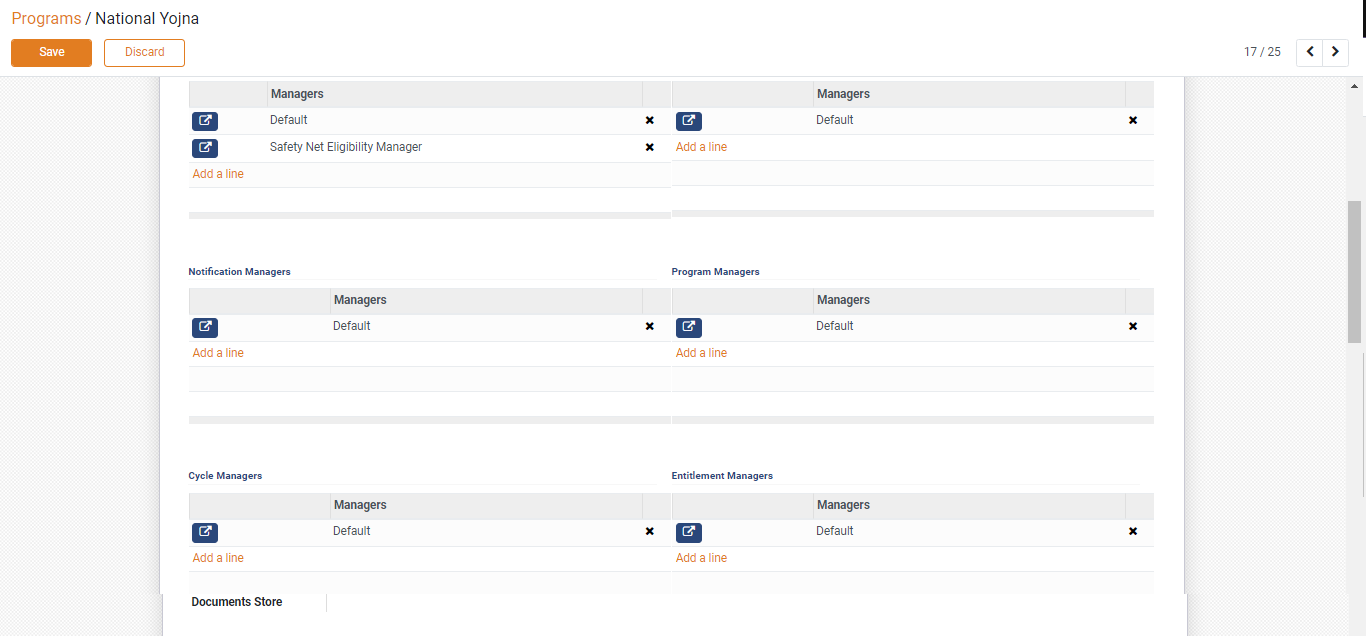 Programs / National Yojna
Save Discard 17 / 25
Managers Managers
Default Default
Safety Net Eligibility Manager Add a line
Add a line
Notification Managers Program Managers
Managers Managers
Default Default
Add a line Add a line
Cycle Managers Entitlement Managers
Managers Managers
Default Default
Add a line Add a line
Documents Store